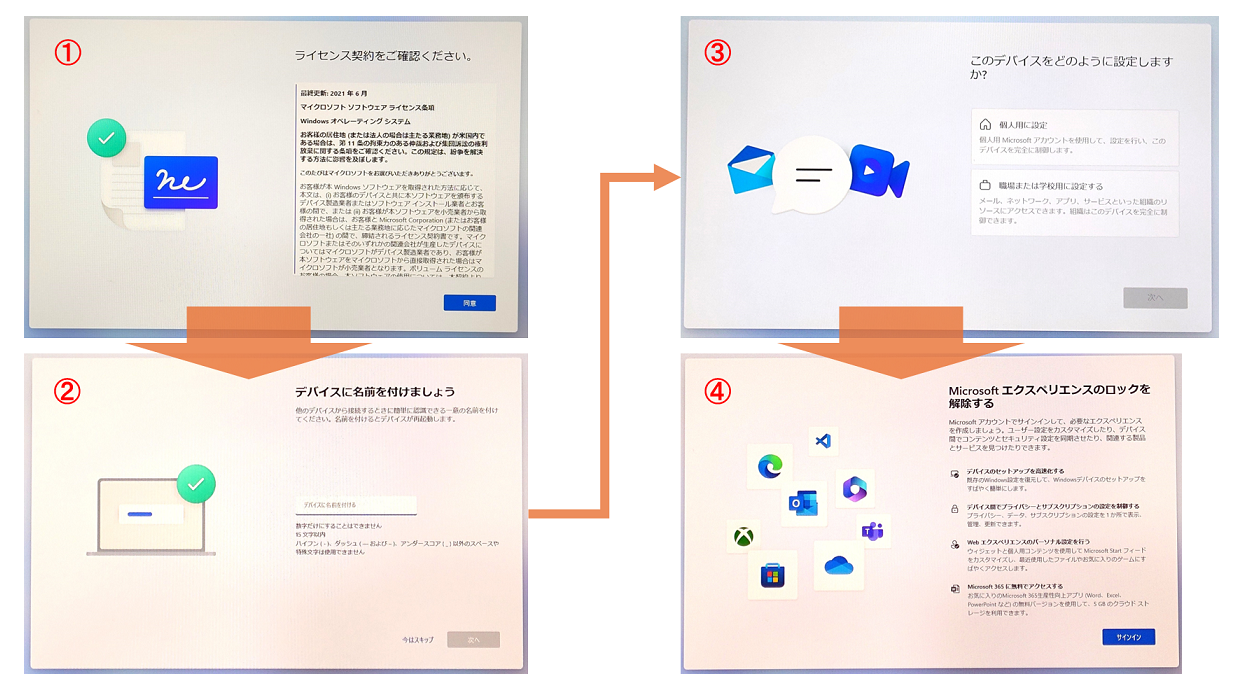 ①
ライセンス契約をご確認ください。
最終更新: 2021 年 6 月
マイクロソフト ソフトウェア ライセンス条項
Windows オペレーティング システム
お客様の居住地 (または法人の場合は主たる業務地) が米国内で
ある場合は、第 11 条の拘束力のある仲裁および集団訴訟の権利
放棄に関する条項をご確認ください。この規定は、紛争を解決
する方法に影響を及ぼします。
このたびはマイクロソフトをお選びいただきありがとうございます。
お客様が本 Windows ソフトウェアを取得された方法に応じて、
本文は、(i) お客様のデバイスと共に本ソフトウェアを頒布する
デバイス製造業者またはソフトウェア インストール業者とお客
様の間で、または (ii) お客様が本ソフトウェアを小売業者から取
得された場合は、お客様と Microsoft Corporation (またはお客様
の居住地もしくは主たる業務地に応じたマイクロソフトの関連
会社の一社) の間で、締結されるライセンス契約書です。マイク
ロソフトまたはそのいずれかの関連会社が生産したデバイスに
ついてはマイクロソフトがデバイス製造業者であり、お客様が
本ソフトウェアをマイクロソフトから直接取得された場合はマ
イクロソフトが小売業者となります。ボリューム ライセンスの
同意
②
デバイスに名前を付けましょう
他のデバイスから接続するときに簡単に認識できる一意の名前を付け
てください。名前を付けるとデバイスが再起動します。
デバイスに名前を付ける
数字だけにすることはできません
15 文字以内
ハイフン (-)、ダッシュ (— および –)、アンダースコア (_) 以外のスペースや
特殊文字は使用できません
今はスキップ
次へ
③
このデバイスをどのように設定します
か?
個人用に設定
個人用 Microsoft アカウントを使用して、設定を行い、この
デバイスを完全に制御します。
職場または学校用に設定する
メール、ネットワーク、アプリ、サービスといった組織のリ
ソースにアクセスできます。組織はこのデバイスを完全に制
御できます。
次へ
④
Microsoft エクスペリエンスのロックを
解除する
Microsoft アカウントでサインインして、必要なエクスペリエンス
を作成しましょう。ユーザー設定をカスタマイズしたり、デバイス
間でコンテンツとセキュリティ設定を同期させたり、関連する製品
とサービスを見つけたりできます。
デバイスのセットアップを高速化する
既存のWindows設定を復元して、Windowsデバイスのセットアップを
すばやく簡単にします。
デバイス間でプライバシーとサブスクリプションの設定を制御する
プライバシー、データ、サブスクリプションの設定を 1 か所で表示、
管理、更新できます。
Web エクスペリエンスのパーソナル設定を行う
ウィジェットと個人用コンテンツを使用して Microsoft Start フィード
をカスタマイズし、最近使用したファイルやお気に入りのゲームにす
ばやくアクセスします。
Microsoft 365 に無料でアクセスする
お気に入りのMicrosoft 365生産性向上アプリ (Word、Excel、
PowerPoint など) の無料バージョンを使用して、5 GB のクラウド スト
レージを利用できます。
サインイン